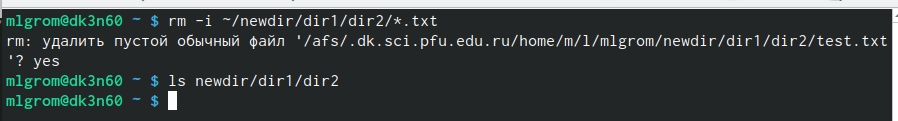 mlgrom@dk3n60 ~ $ rm -i ~/newdir/dir1/dir2/*.txt
rm: удалить пустой обычный файл '/afs/.dk.sci.pfu.edu.ru/home/m/l/mlgrom/newdir/dir1/dir2/test.txt
'? yes
mlgrom@dk3n60 ~ $ ls newdir/dir1/dir2
mlgrom@dk3n60 ~ $